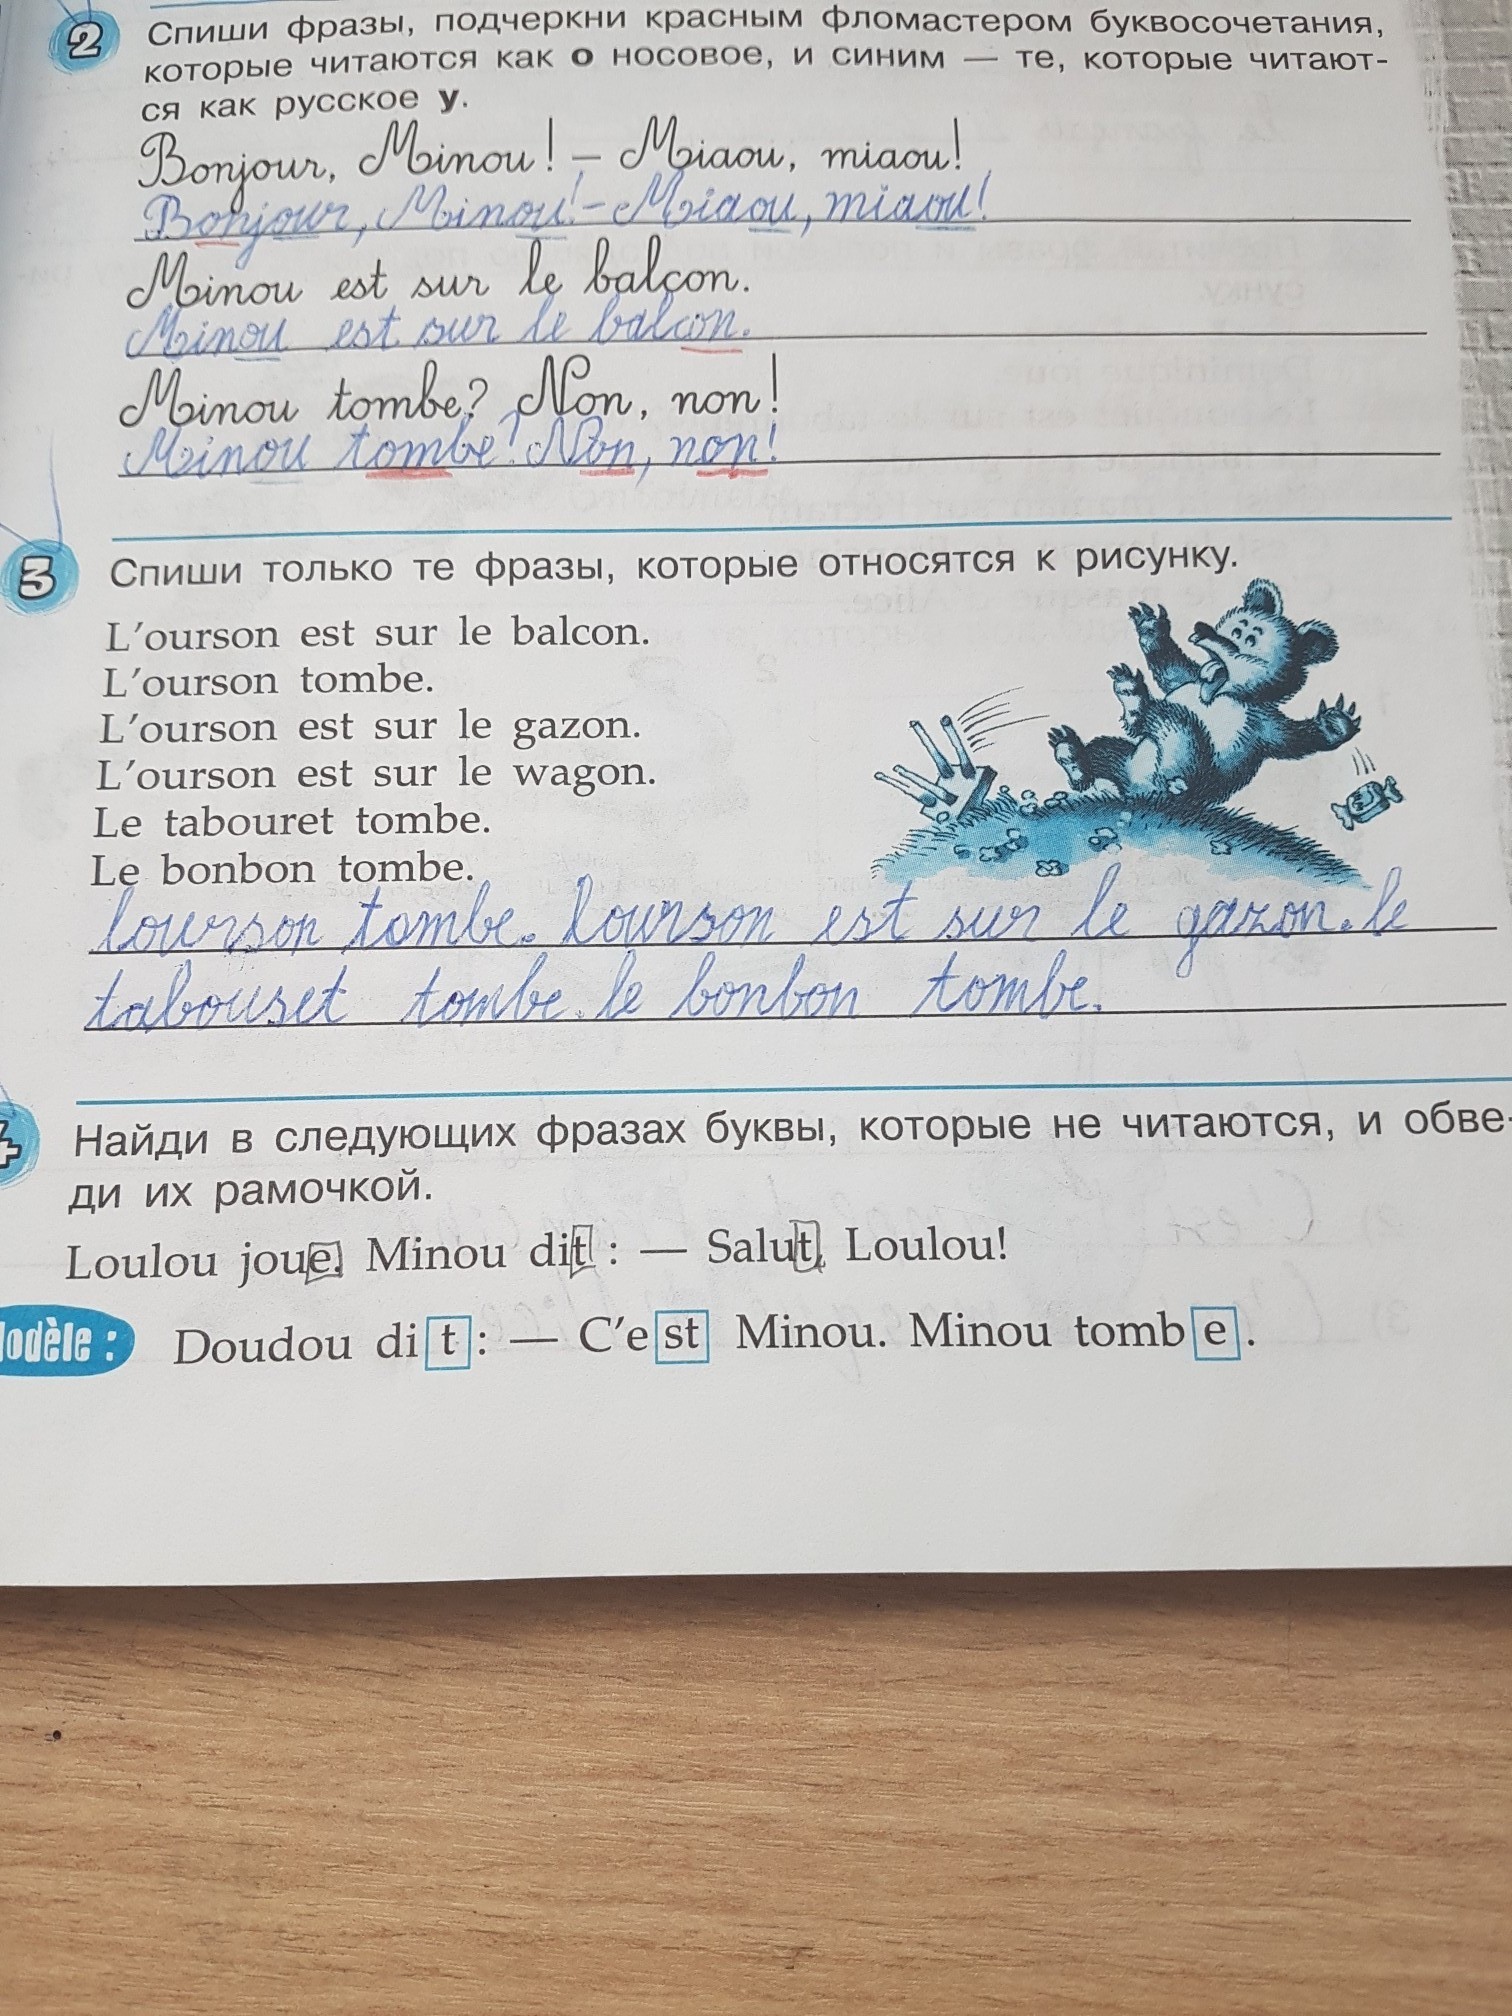 2 Спиши фразы, подчеркни красным фломастером буквосочетания,
которые читаются как о носовое, и синим — те, которые читают-
ся как русское у.
Bonjour, Minou! – Miaou, miaou!
Bonjour, Minou! – Miaou, miaou!
Minou est sur le balcon.
Minou est sur le balcon.
Minou tombe? Non, non!
Minou tombe? Non, non!
3 Спиши только те фразы, которые относятся к рисунку.
L'ourson est sur le balcon.
L'ourson tombe.
L'ourson est sur le gazon.
L'ourson est sur le wagon.
Le tabouret tombe.
Le bonbon tombe.
lourson tombe. lourson est sur le gazon. le
tabouset tombe. le bonbon tombe.
4 Найди в следующих фразах буквы, которые не читаются, и обве-
ди их рамочкой.
Loulou joue. Minou dit : — Salut, Loulou!
odèle : Doudou dit : — C'est Minou. Minou tombe.